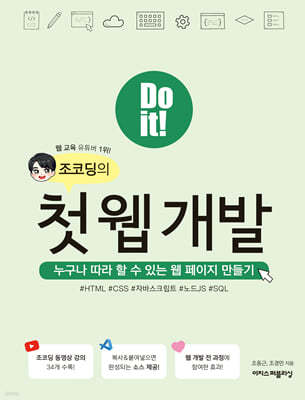 Do
it!
웹 교육 유튜버 1위!
조코딩의
첫 웹 개발
누구나 따라 할 수 있는 웹 페이지 만들기
#HTML #CSS #자바스크립트 #노드JS #SQL
조코딩 동영상 강의
34개 수록!
복사&붙여넣으면
완성되는 소스 제공!
웹 개발 전 과정에
참여한 효과!
조동근, 조경민 지음
이지스 퍼블리싱